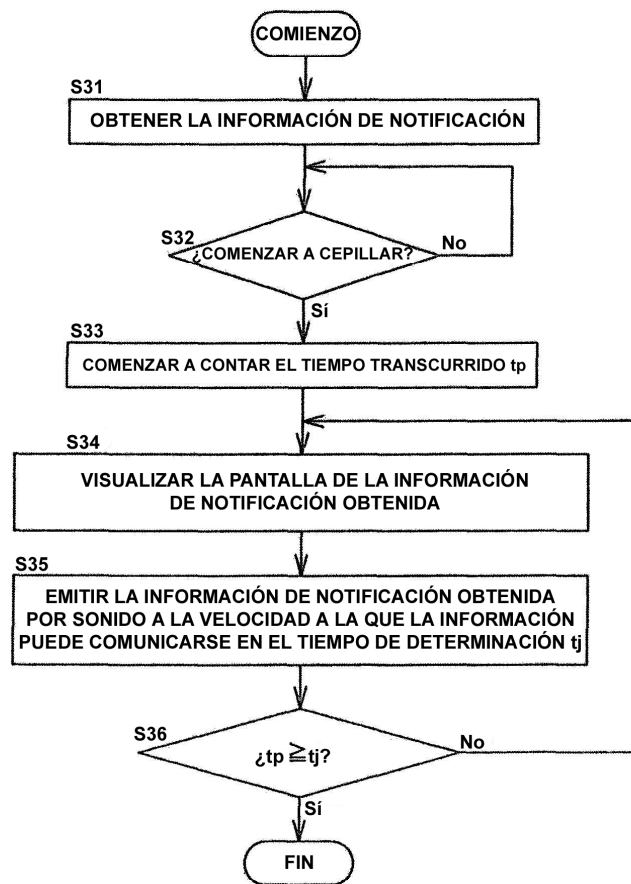 COMIENZO
S31
OBTENER LA INFORMACIÓN DE NOTIFICACIÓN
S32
¿COMENZAR A CEPILLAR?
No
Sí
S33
COMENZAR A CONTAR EL TIEMPO TRANSCURRIDO tp
S34
VISUALIZAR LA PANTALLA DE LA INFORMACIÓN
DE NOTIFICACIÓN OBTENIDA
S35
EMITIR LA INFORMACIÓN DE NOTIFICACIÓN OBTENIDA
POR SONIDO A LA VELOCIDAD A LA QUE LA INFORMACIÓN
PUEDE COMUNICARSE EN EL TIEMPO DE DETERMINACIÓN tj
S36
¿tp ≧ tj?
No
Sí
FIN